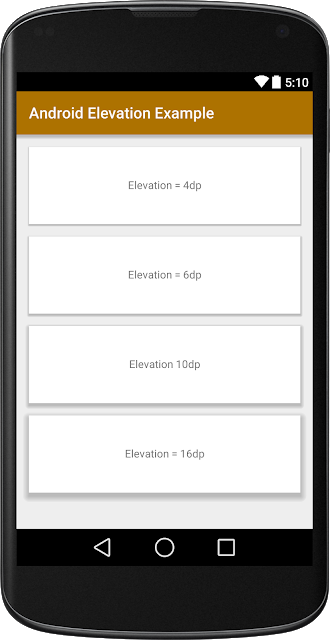 5:10
Android Elevation Example
Elevation = 4dp
Elevation = 6dp
Elevation 10dp
Elevation = 16dp